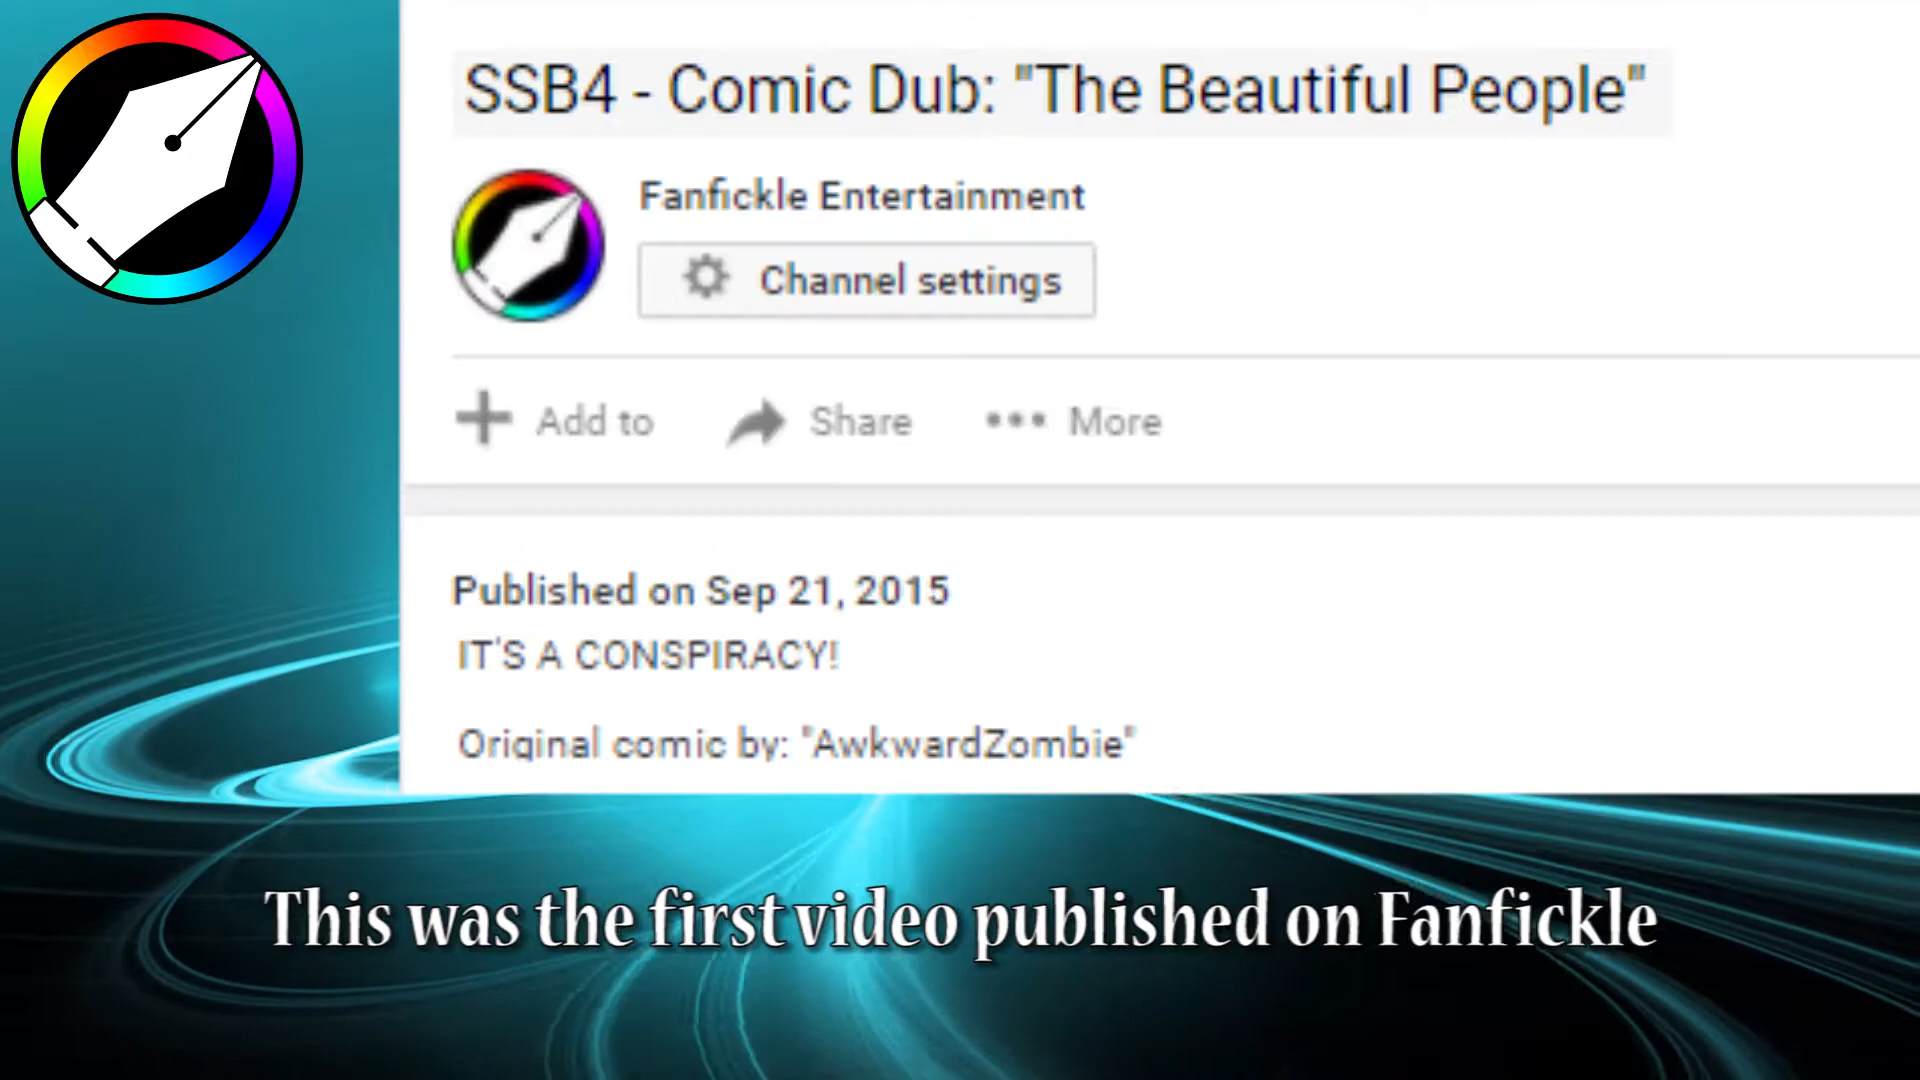 SSB4 - Comic Dub: "The Beautiful People"
Fanfickle Entertainment
Channel settings
Add to Share More
Published on Sep 21, 2015
IT'S A CONSPIRACY!
Original comic by: "AwkwardZombie"
This was the first video published on Fanfickle